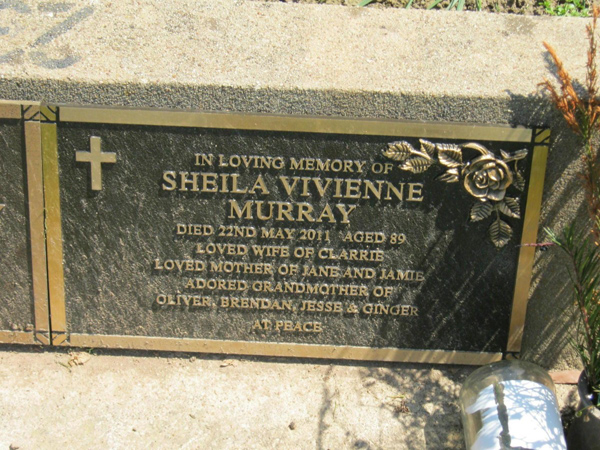 IN LOVING MEMORY OF
SHEILA VIVIENNE
MURRAY
DIED 22ND MAY 2011 AGED 89
LOVED WIFE OF CLARRIE
LOVED MOTHER OF JANE AND JAMIE
ADORED GRANDMOTHER OF
OLIVER, BRENDAN, JESSE & GINGER
AT PEACE